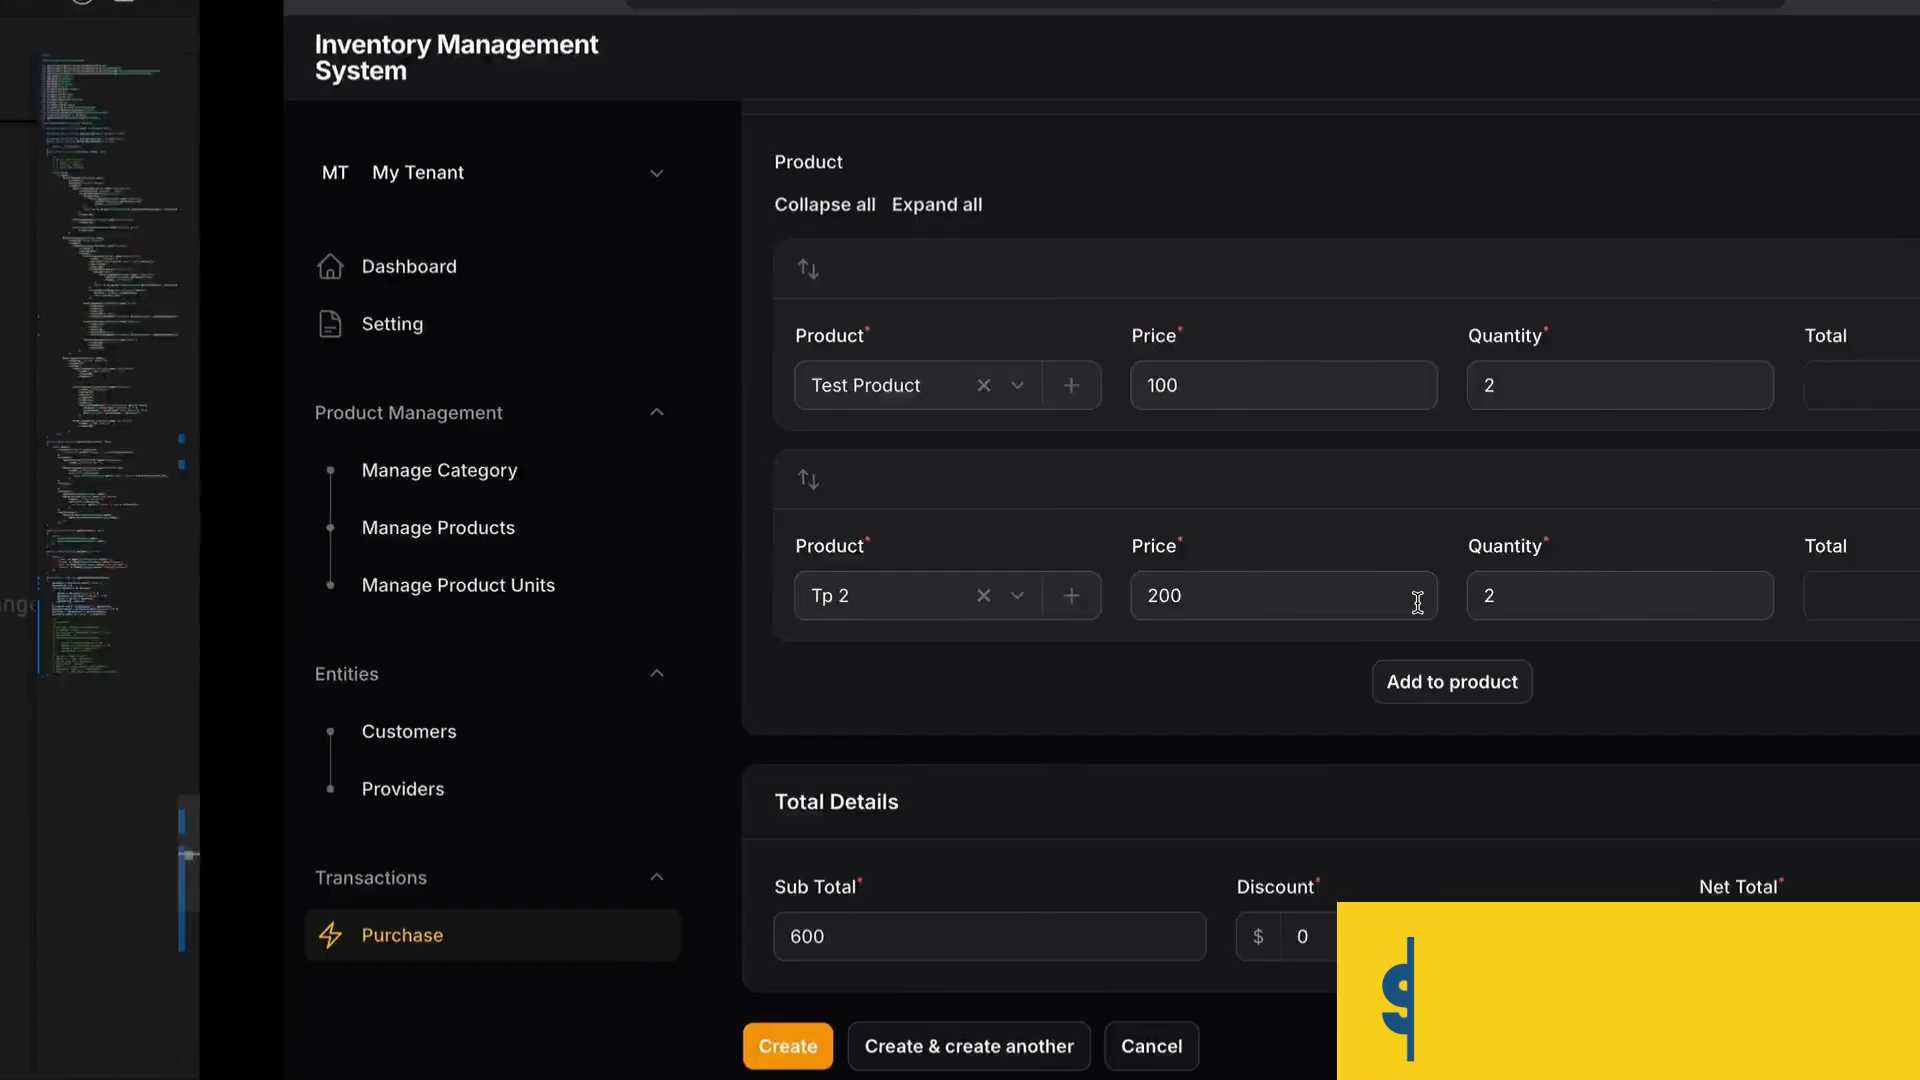 Inventory Management
System
MT My Tenant
Dashboard
Setting
Product Management
Manage Category
Manage Products
Manage Product Units
Entities
Customers
Providers
Transactions
Purchase
Product
Collapse all Expand all
Product* Price* Quantity* Total
Test Product 100 2
Product* Price* Quantity* Total
Tp 2 200 2
Add to product
Total Details
Sub Total* Discount* Net Total*
600 $ 0
Create Create & create another Cancel
$